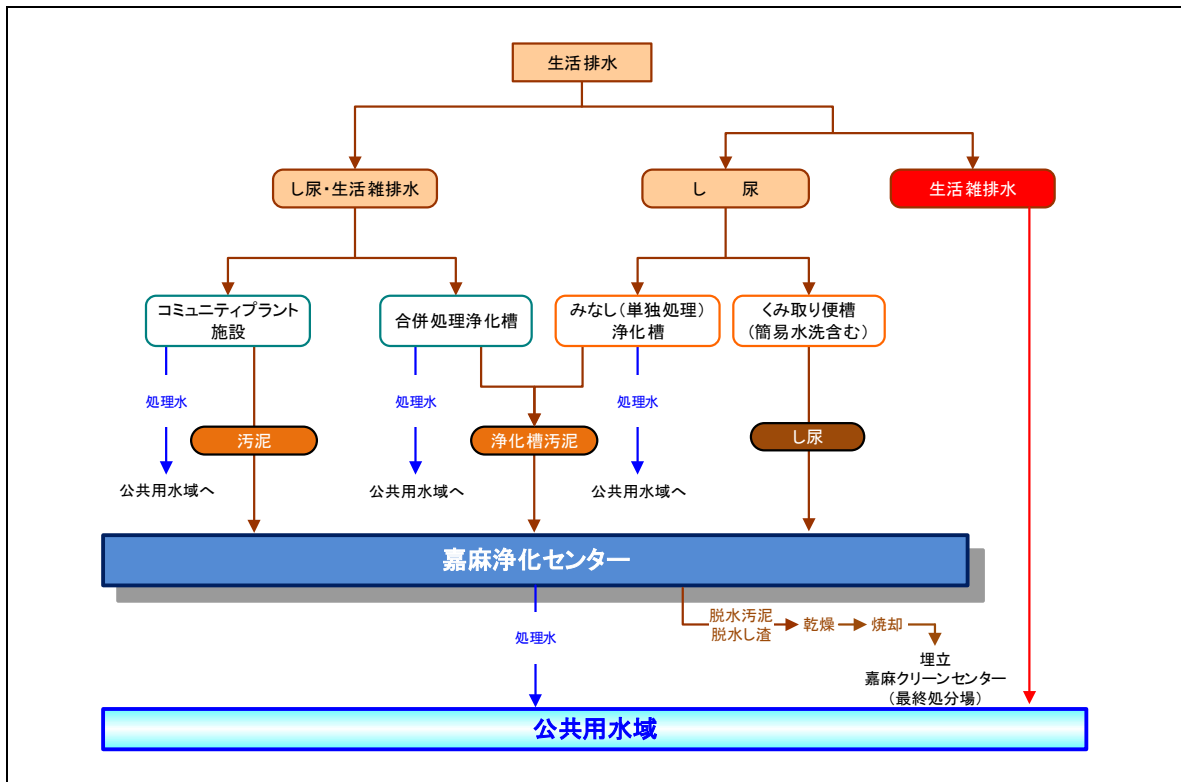 生活排水
し尿・生活雑排水
し　　尿
生活雑排水
コミュニティプラント
施設
合併処理浄化槽
みなし（単独処理）
浄化槽
くみ取り便槽
（簡易水洗含む）
処理水
処理水
処理水
汚泥
浄化槽汚泥
し尿
公共用水域へ
公共用水域へ
公共用水域へ
嘉麻浄化センター
処理水
脱水汚泥
脱水し渣
乾燥
焼却
埋立
嘉麻クリーンセンター
（最終処分場）
公共用水域